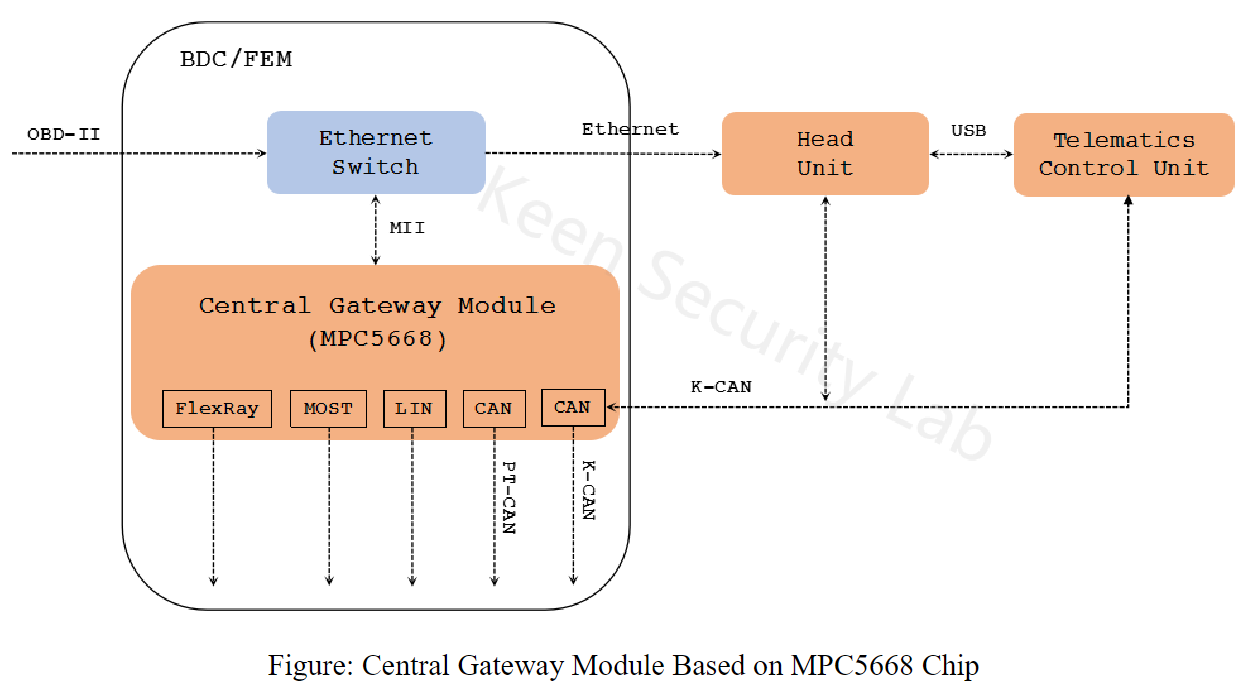 BDC/FEM
OBD-II
Ethernet
Switch
Ethernet
Head
Unit
USB
Telematics
Control Unit
MII
Central Gateway Module
(MPC5668)
FlexRay
MOST
LIN
CAN
CAN
K-CAN
PT-CAN
K-CAN
Keen Security Lab
Figure: Central Gateway Module Based on MPC5668 Chip